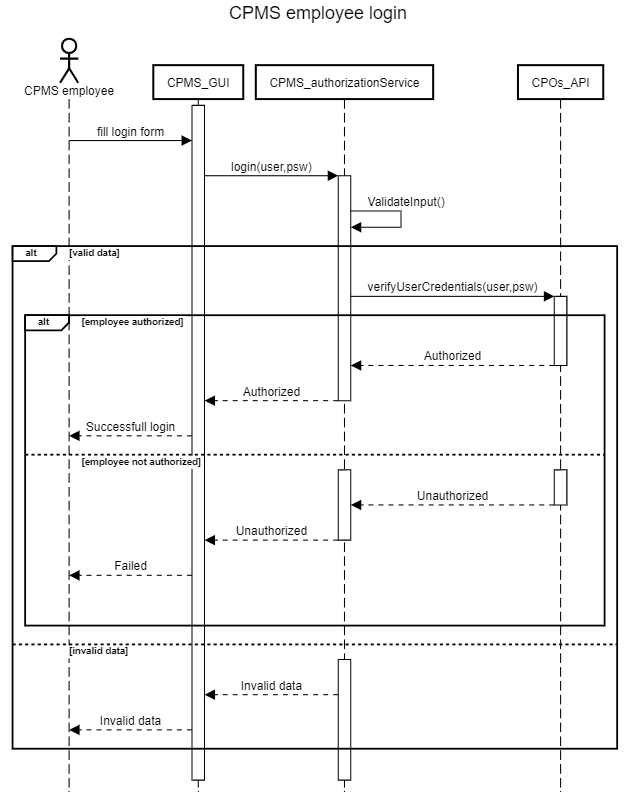 CPMS employee login
CPMS employee
CPMS_GUI
CPMS_authorizationService
CPOs_API
fill login form
login(user,psw)
ValidateInput()
alt
[valid data]
verifyUserCredentials(user,psw)
alt
[employee authorized]
Authorized
Authorized
Successfull login
[employee not authorized]
Unauthorized
Unauthorized
Failed
[invalid data]
Invalid data
Invalid data